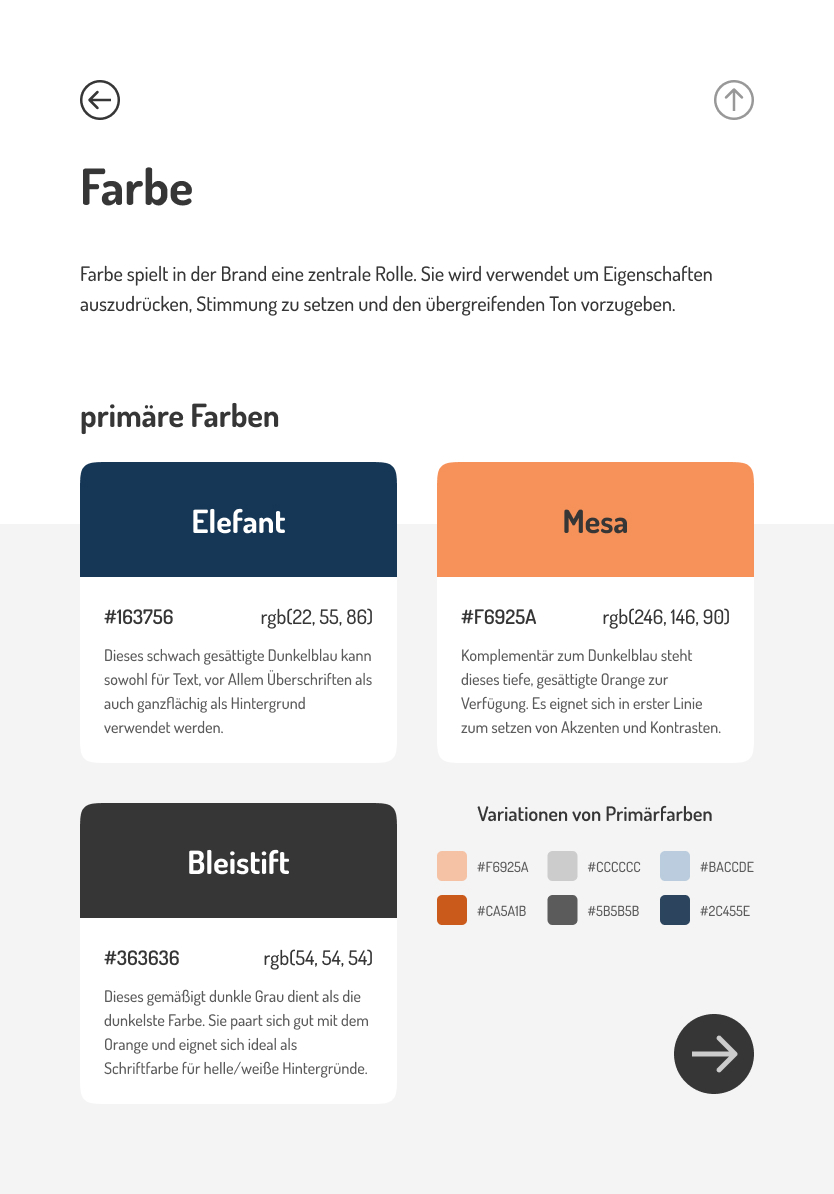 Farbe
Farbe spielt in der Brand eine zentrale Rolle. Sie wird verwendet um Eigenschaften
auszudrücken, Stimmung zu setzen und den übergreifenden Ton vorzugeben.
primäre Farben
Elefant
#163756 rgb(22, 55, 86)
Dieses schwach gesättigte Dunkelblau kann
sowohl für Text, vor Allem Überschriften als
auch ganzflächig als Hintergrund
verwendet werden.
Mesa
#F6925A rgb(246, 146, 90)
Komplementär zum Dunkelblau steht
dieses tiefe, gesättigte Orange zur
Verfügung. Es eignet sich in erster Linie
zum setzen von Akzenten und Kontrasten.
Bleistift
#363636 rgb(54, 54, 54)
Dieses gemäßigt dunkle Grau dient als die
dunkelste Farbe. Sie paart sich gut mit dem
Orange und eignet sich ideal als
Schriftfarbe für helle/weiße Hintergründe.
Variationen von Primärfarben
#F6925A #CCCCCC #BACCDE
#CA5A1B #5B5B5B #2C455E